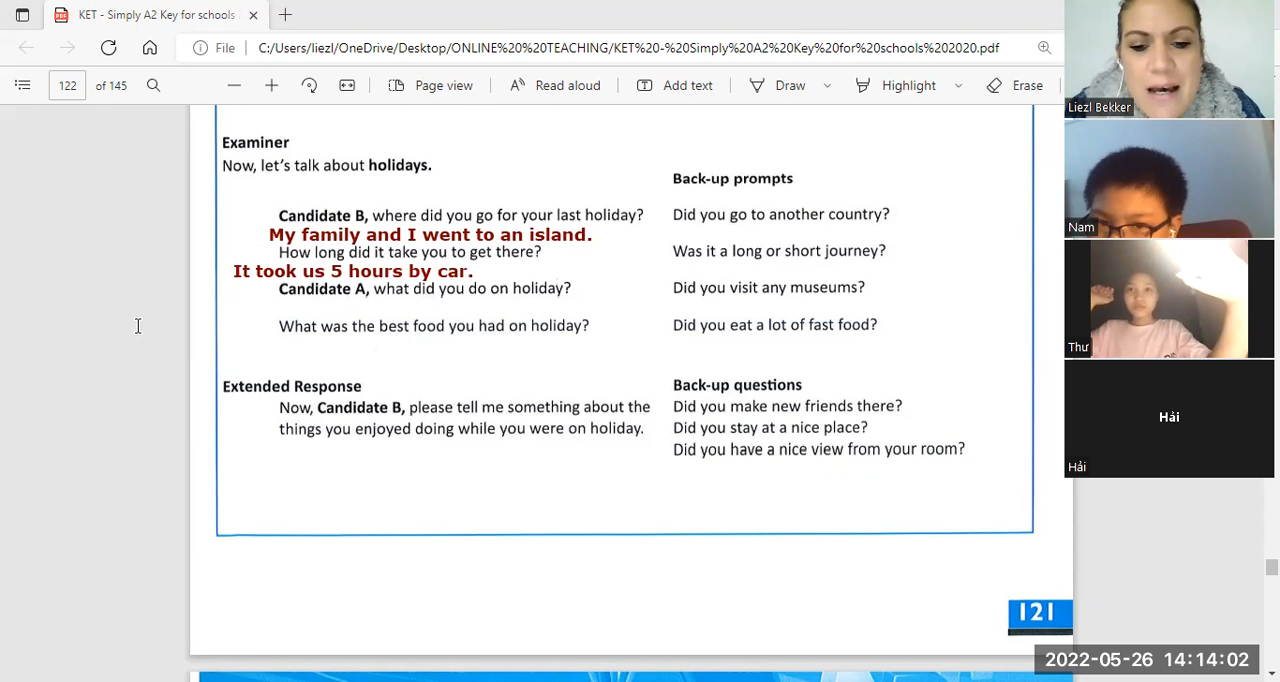 KET - Simply A2 Key for schools
File
C:/Users/liezl/OneDrive/Desktop/ONLINE%20%20TEACHING/KET%20-%20Simply%20A2%20Key%20for%20schools%202020.pdf
122 of 145
Page view
Read aloud
Add text
Draw
Highlight
Erase
Examiner
Now, let's talk about holidays.
Back-up prompts
Candidate B, where did you go for your last holiday?
Did you go to another country?
My family and I went to an island.
How long did it take you to get there?
Was it a long or short journey?
It took us 5 hours by car.
Candidate A, what did you do on holiday?
Did you visit any museums?
What was the best food you had on holiday?
Did you eat a lot of fast food?
Extended Response
Now, Candidate B, please tell me something about the
things you enjoyed doing while you were on holiday.
Back-up questions
Did you make new friends there?
Did you stay at a nice place?
Did you have a nice view from your room?
121
Liezl Bekker
Nam
Thư
Hải
Hải
2022-05-26 14:14:02